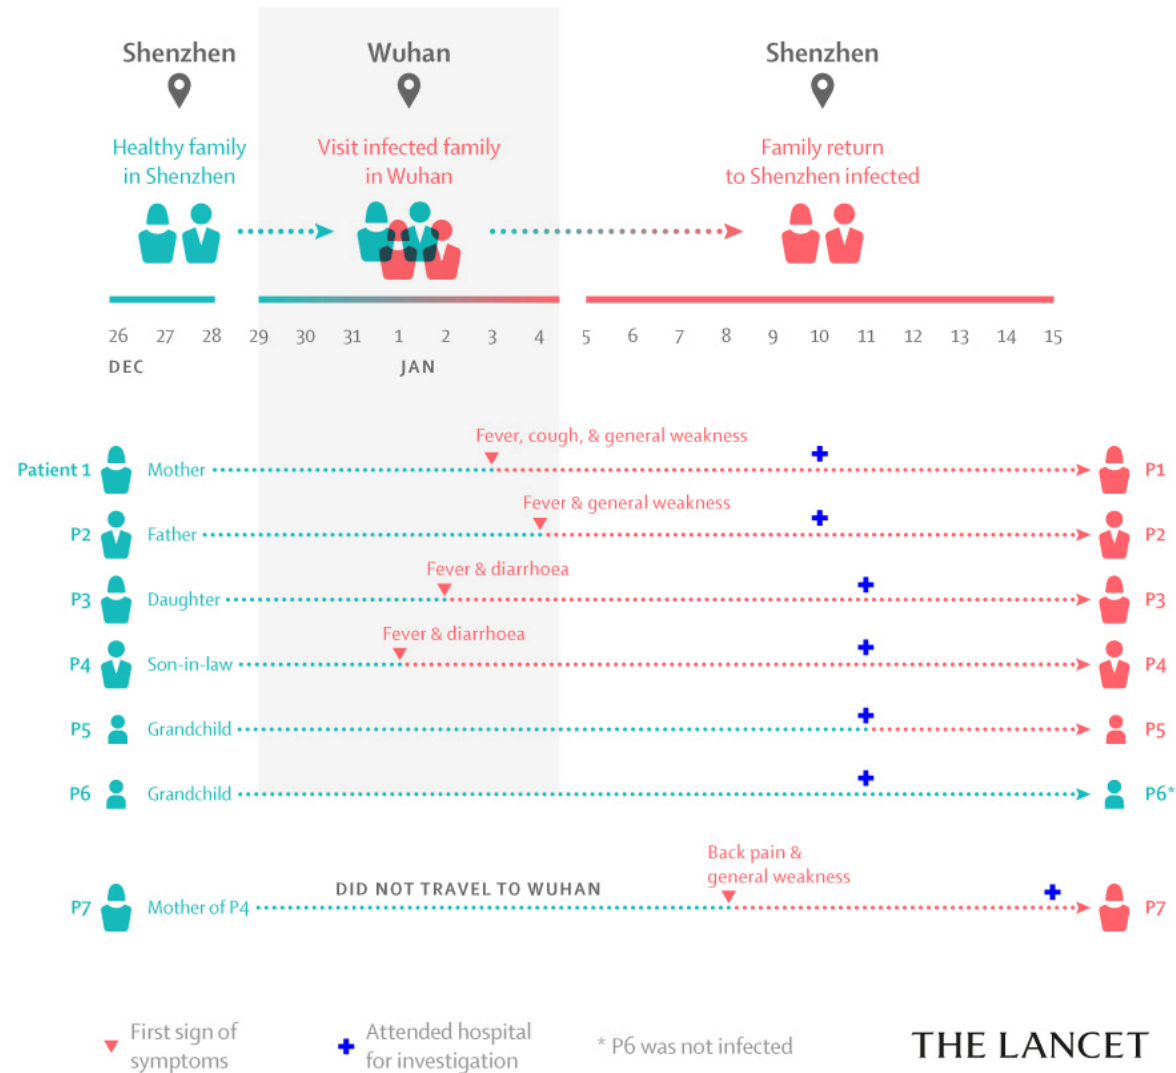 Shenzhen
Wuhan
Shenzhen
Healthy family
in Shenzhen
Visit infected family
in Wuhan
Family return
to Shenzhen infected
26 27 28 29 30 31 1 2 3 4 5 6 7 8 9 10 11 12 13 14 15
DEC JAN
Fever, cough, & general weakness
Patient 1 Mother P1
Fever & general weakness
P2 Father P2
Fever & diarrhoea
P3 Daughter P3
Fever & diarrhoea
P4 Son-in-law P4
P5 Grandchild P5
P6 Grandchild P6*
Back pain &
general weakness
DID NOT TRAVEL TO WUHAN
P7 Mother of P4 P7
First sign of
symptoms
Attended hospital
for investigation
* P6 was not infected
THE LANCET